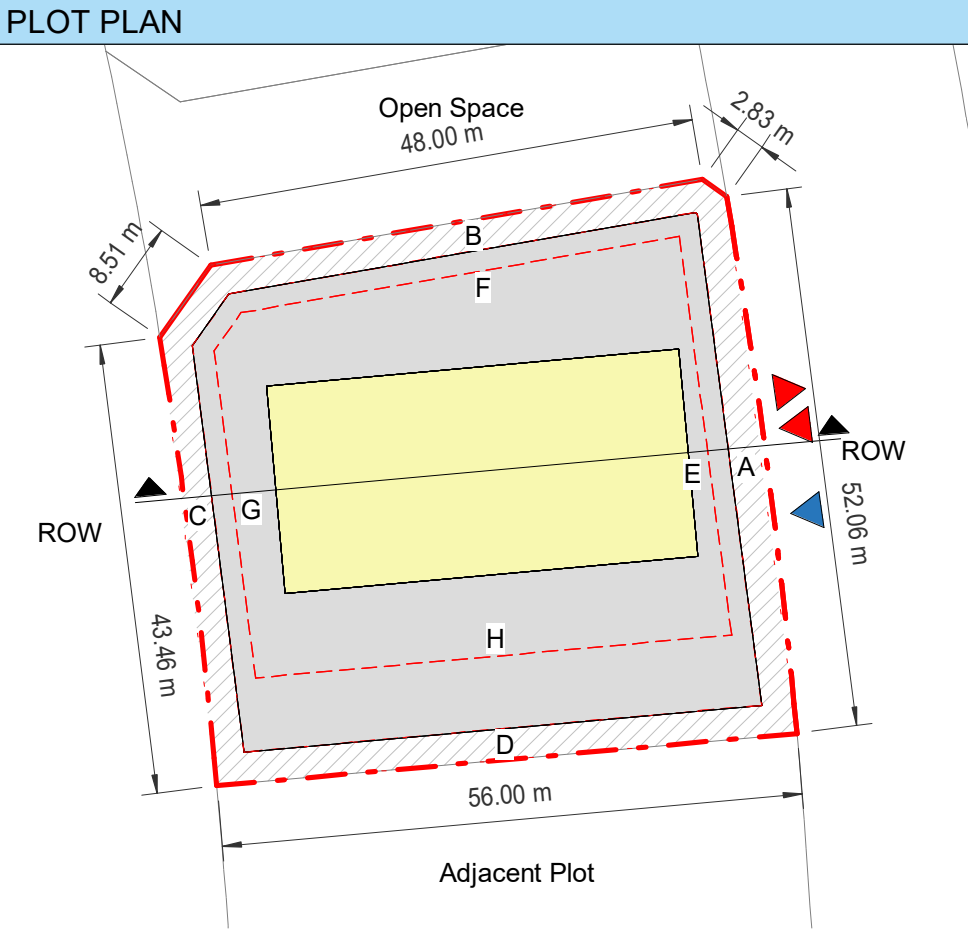 PLOT PLAN
Open Space
48.00 m
2.83 m
8.51 m
B
F
ROW
A
E
G
C
ROW
52.06 m
43.46 m
H
D
56.00 m
Adjacent Plot